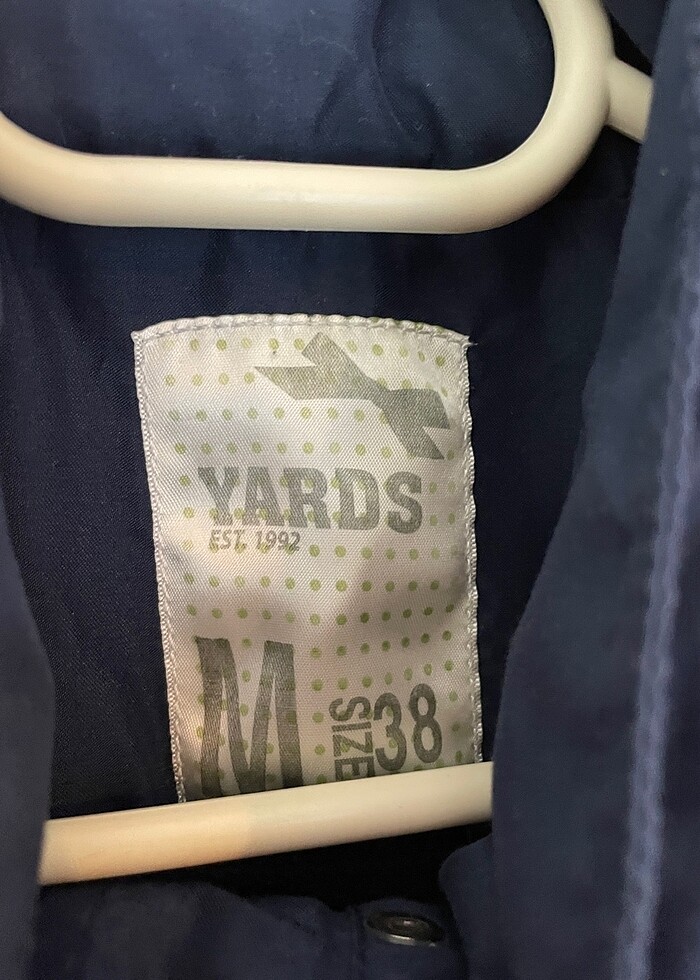 YARDS
EST. 1992
M SIZE 38